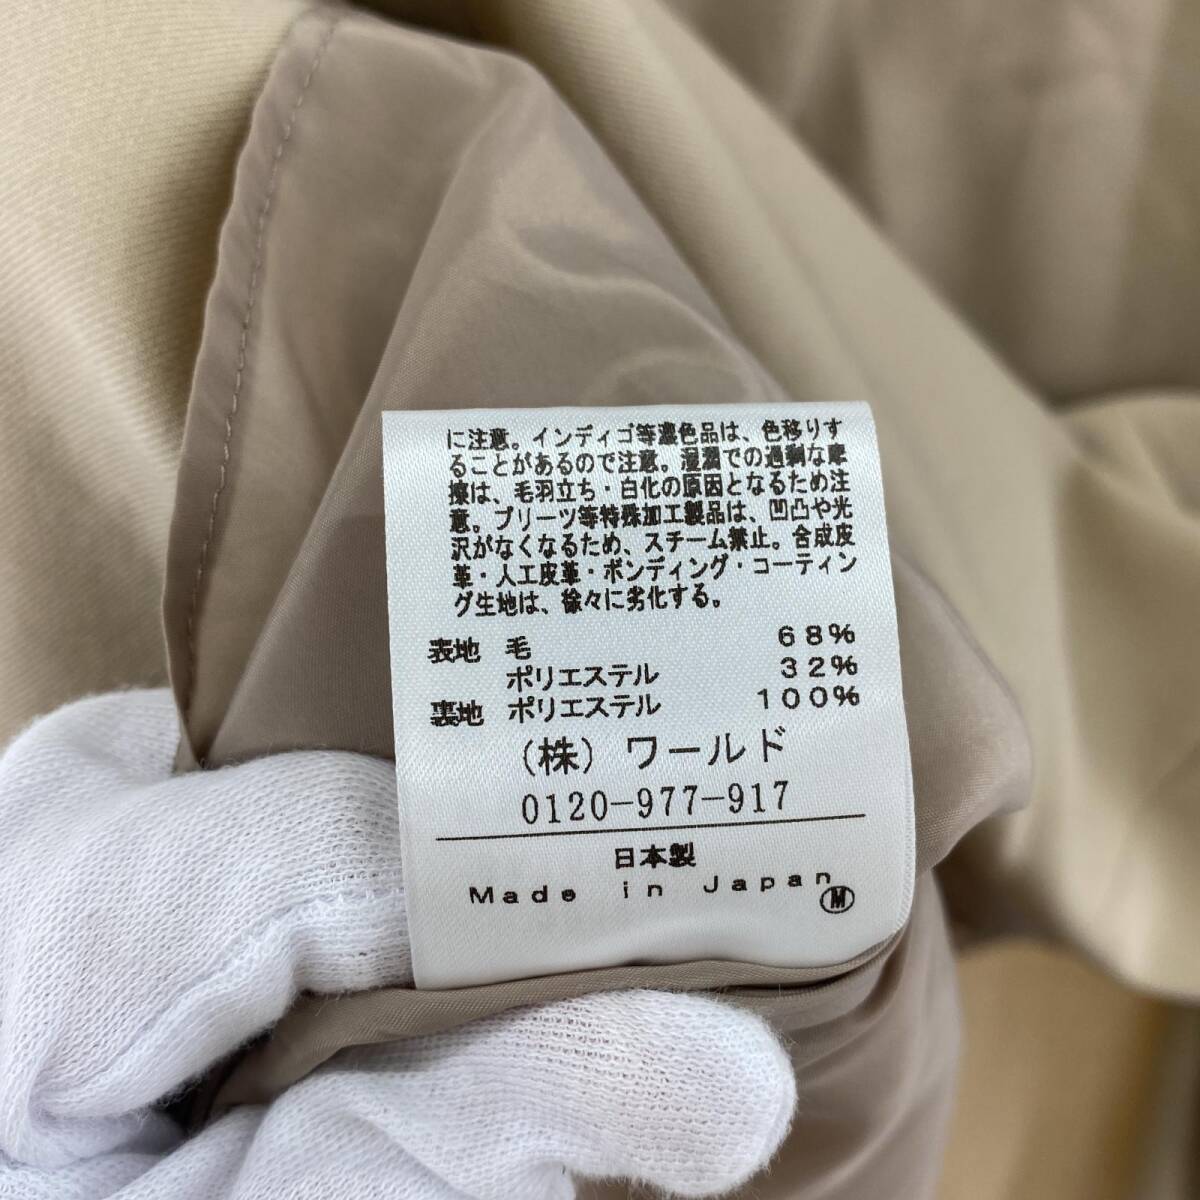 に注意。インディゴ等濃色品は、色移りす
ることがあるので注意。湿潤での過剰な摩
擦は、毛羽立ち・白化の原因となるため注
意。プリーツ等特殊加工製品は、凹凸や光
沢がなくなるため、スチーム禁止。合成皮
革・人工皮革・ボンディング・コーティン
グ生地は、徐々に劣化する。
表地 毛 68%
ポリエステル 32%
裏地 ポリエステル 100%
(株) ワールド
0120-977-917
日本製
Made in Japan
M